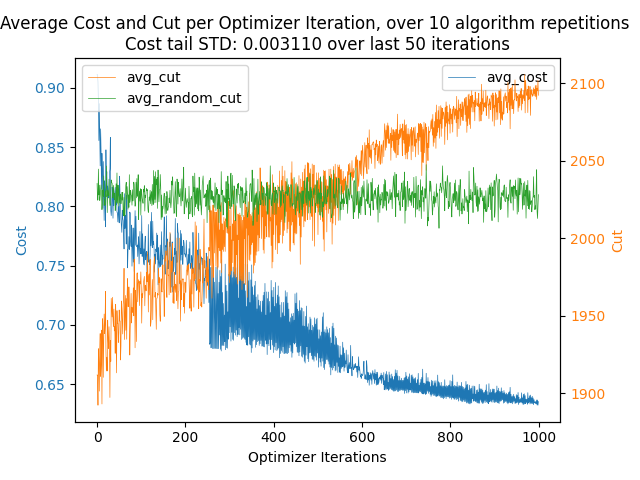 Average Cost and Cut per Optimizer Iteration, over 10 algorithm repetitions
Cost tail STD: 0.003110 over last 50 iterations
avg_cut
avg_random_cut
avg_cost
0.90
0.85
0.80
0.75
0.70
0.65
Cost
2100
2050
2000
1950
1900
Cut
0 200 400 600 800 1000
Optimizer Iterations